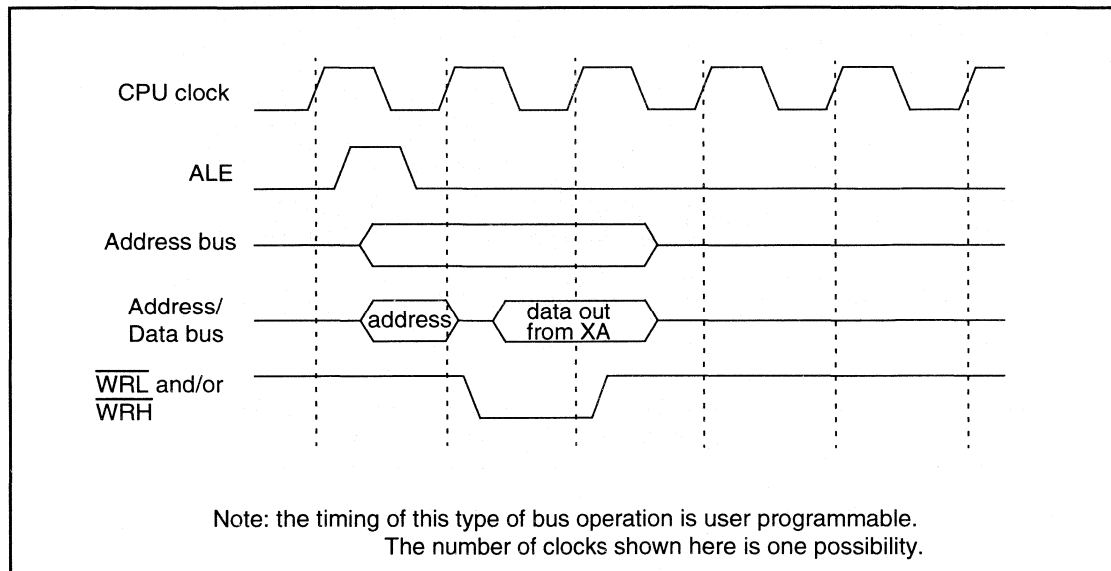 CPU clock
ALE
Address bus
Address/
Data bus
address
data out
from XA
WRL and/or
WRH
Note: the timing of this type of bus operation is user programmable.
The number of clocks shown here is one possibility.